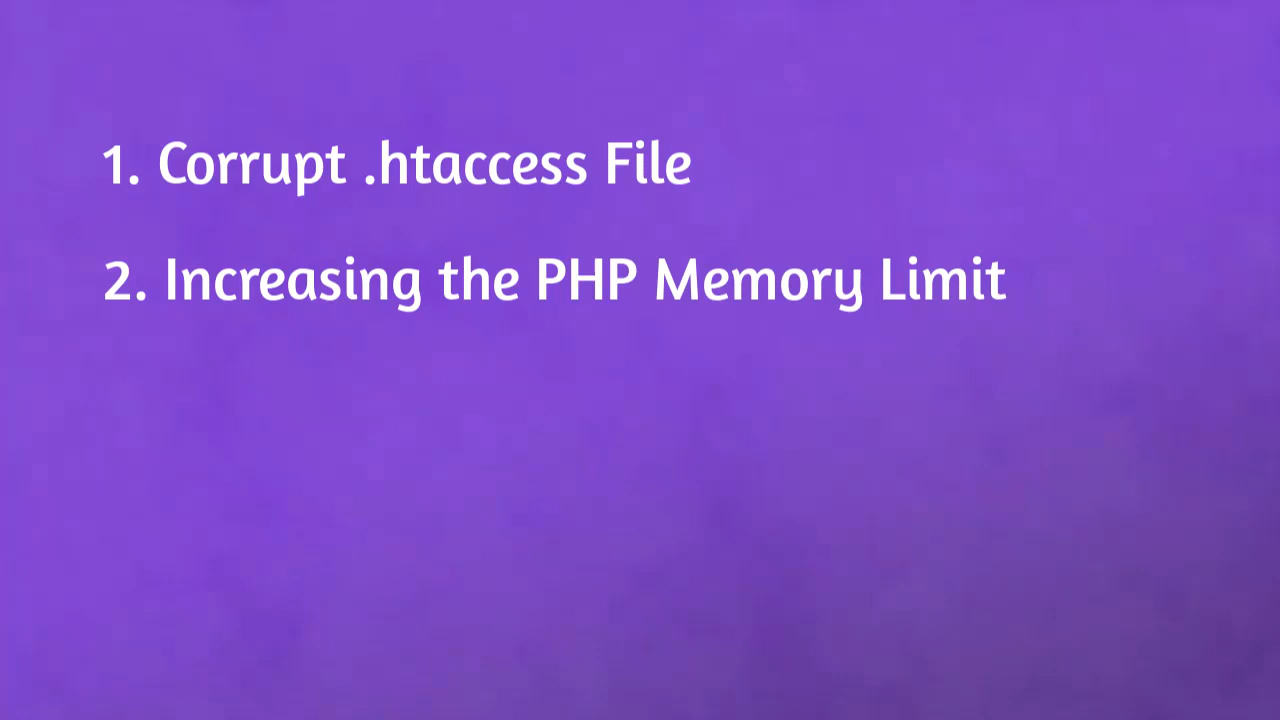 1. Corrupt .htaccess File
2. Increasing the PHP Memory Limit